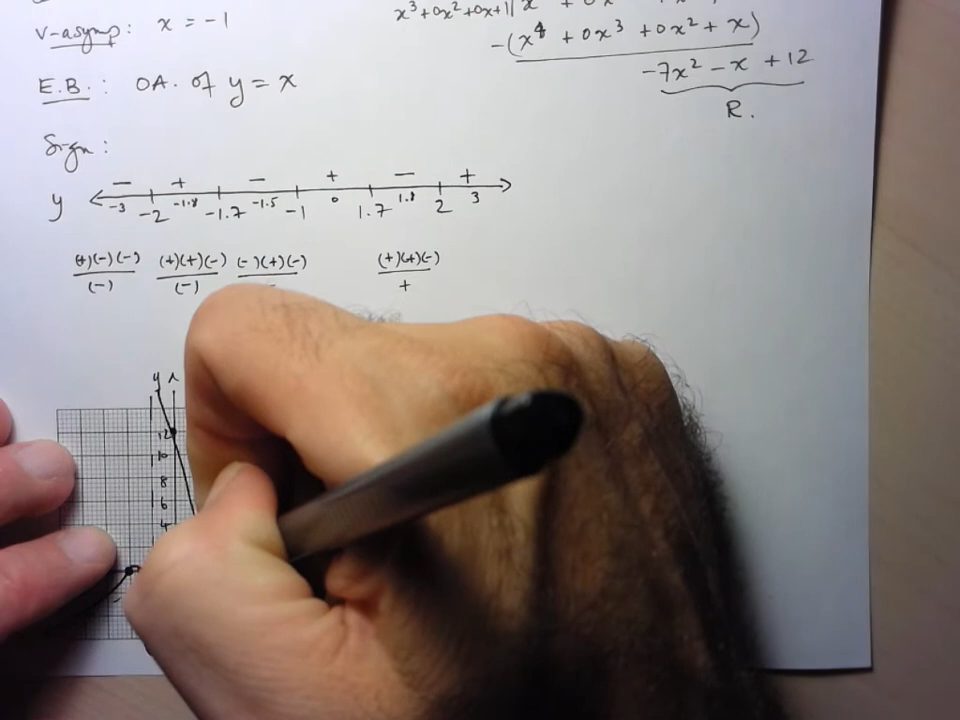 V-asymp: x = -1
x³+0x²+0x+1
-(x⁴ + 0x³ + 0x² + x)
-7x² - x + 12
R.
E.B.: OA. of y = x
Sign:
y
- + - + - +
-3 -2 -1.8 -1.7 -1.5 -1 0 1.7 1.8 2 3
(+)(-)(-) (+)(+)(-) (-)(+)(-) (+)(+)(-)
(-) (-) +
y
12
10
8
6
4